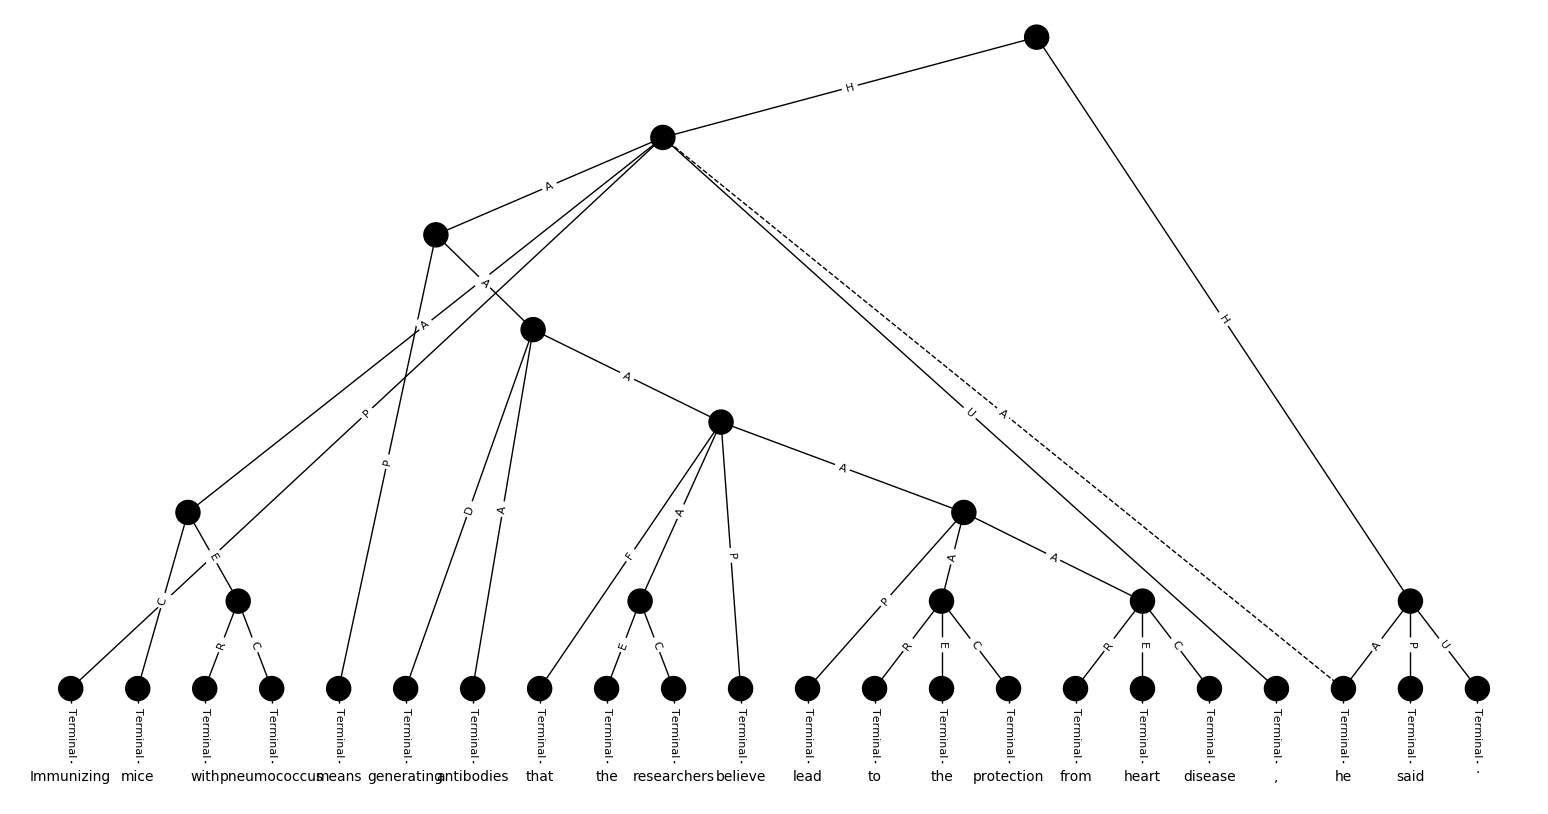 H
A
A
A
H
A
P
U
A
P
A
D
A
F
A
P
A
E
P
A
A
C
R
C
E
C
R
E
C
R
E
C
A
P
U
Terminal Terminal Terminal Terminal Terminal Terminal Terminal Terminal Terminal Terminal Terminal Terminal Terminal Terminal Terminal Terminal Terminal Terminal Terminal Terminal Terminal Terminal
Immunizing mice with pneumococcus means generating antibodies that the researchers believe lead to the protection from heart disease , he said .